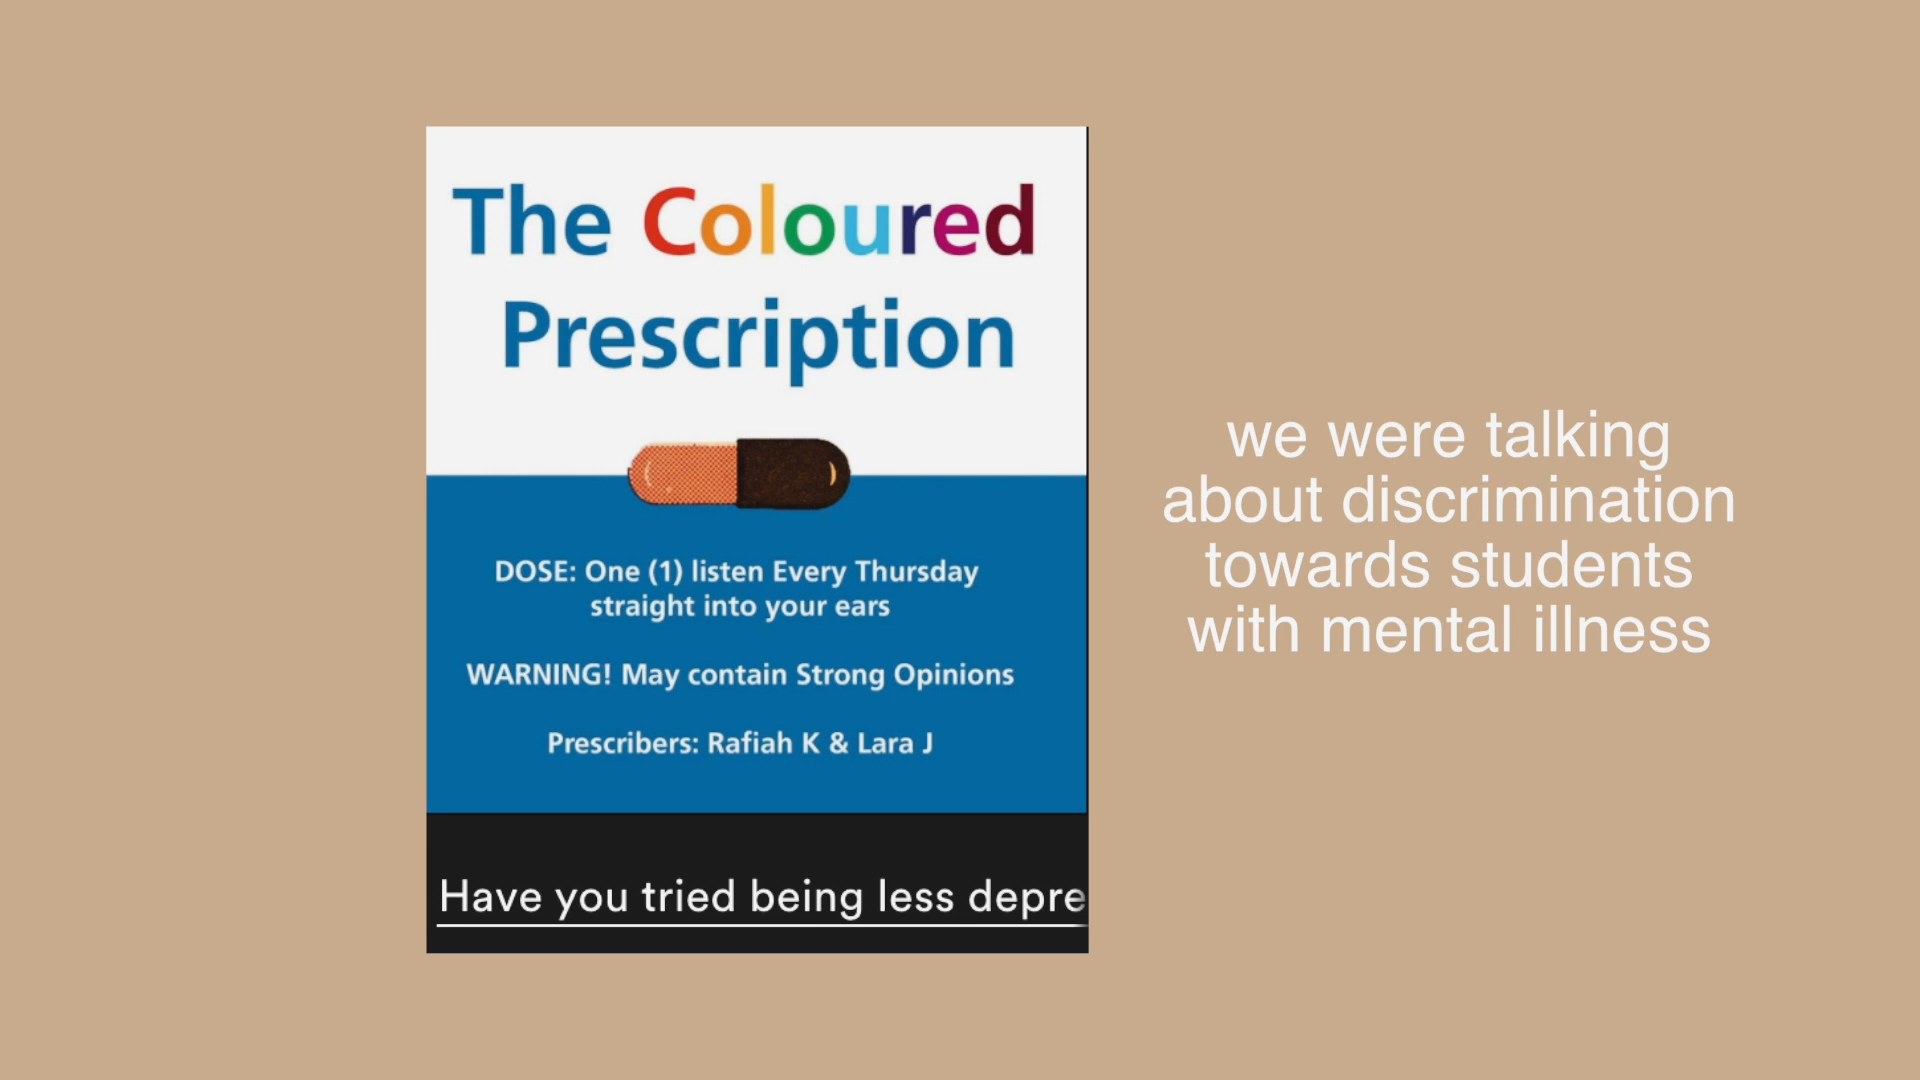 The Coloured
Prescription
DOSE: One (1) listen Every Thursday
straight into your ears
WARNING! May contain Strong Opinions
Prescribers: Rafiah K & Lara J
Have you tried being less depre
we were talking
about discrimination
towards students
with mental illness